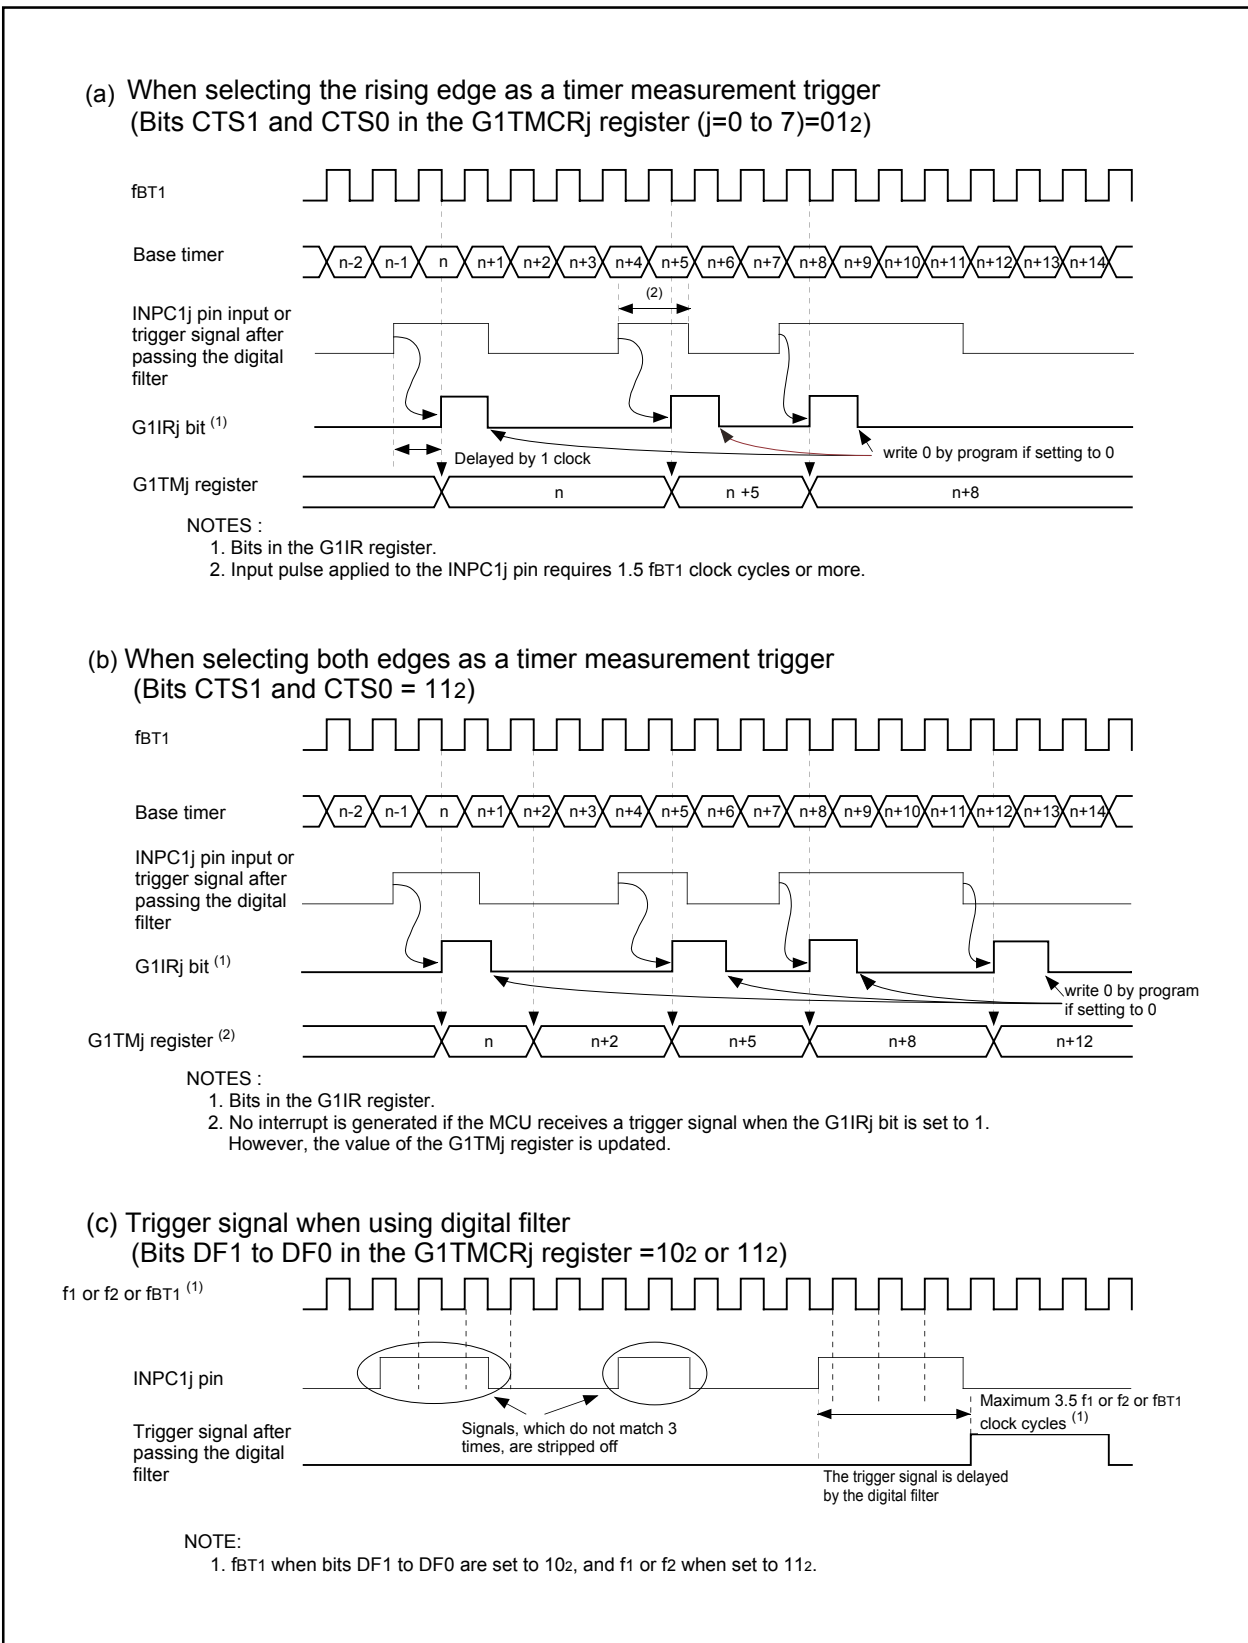 (a) When selecting the rising edge as a timer measurement trigger
(Bits CTS1 and CTS0 in the G1TMCRj register (j=0 to 7)=012)
fBT1
Base timer
n-2 n-1 n n+1 n+2 n+3 n+4 n+5 n+6 n+7 n+8 n+9 n+10 n+11 n+12 n+13 n+14
(2)
INPC1j pin input or
trigger signal after
passing the digital
filter
G1IRj bit (1)
Delayed by 1 clock
write 0 by program if setting to 0
G1TMj register
n n +5 n+8
NOTES :
1. Bits in the G1IR register.
2. Input pulse applied to the INPC1j pin requires 1.5 fBT1 clock cycles or more.
(b) When selecting both edges as a timer measurement trigger
(Bits CTS1 and CTS0 = 112)
fBT1
Base timer
n-2 n-1 n n+1 n+2 n+3 n+4 n+5 n+6 n+7 n+8 n+9 n+10 n+11 n+12 n+13 n+14
INPC1j pin input or
trigger signal after
passing the digital
filter
G1IRj bit (1)
write 0 by program
if setting to 0
G1TMj register (2)
n n+2 n+5 n+8 n+12
NOTES :
1. Bits in the G1IR register.
2. No interrupt is generated if the MCU receives a trigger signal when the G1IRj bit is set to 1.
However, the value of the G1TMj register is updated.
(c) Trigger signal when using digital filter
(Bits DF1 to DF0 in the G1TMCRj register =102 or 112)
f1 or f2 or fBT1 (1)
INPC1j pin
Signals, which do not match 3
times, are stripped off
Maximum 3.5 f1 or f2 or fBT1
clock cycles (1)
Trigger signal after
passing the digital
filter
The trigger signal is delayed
by the digital filter
NOTE:
1. fBT1 when bits DF1 to DF0 are set to 102, and f1 or f2 when set to 112.